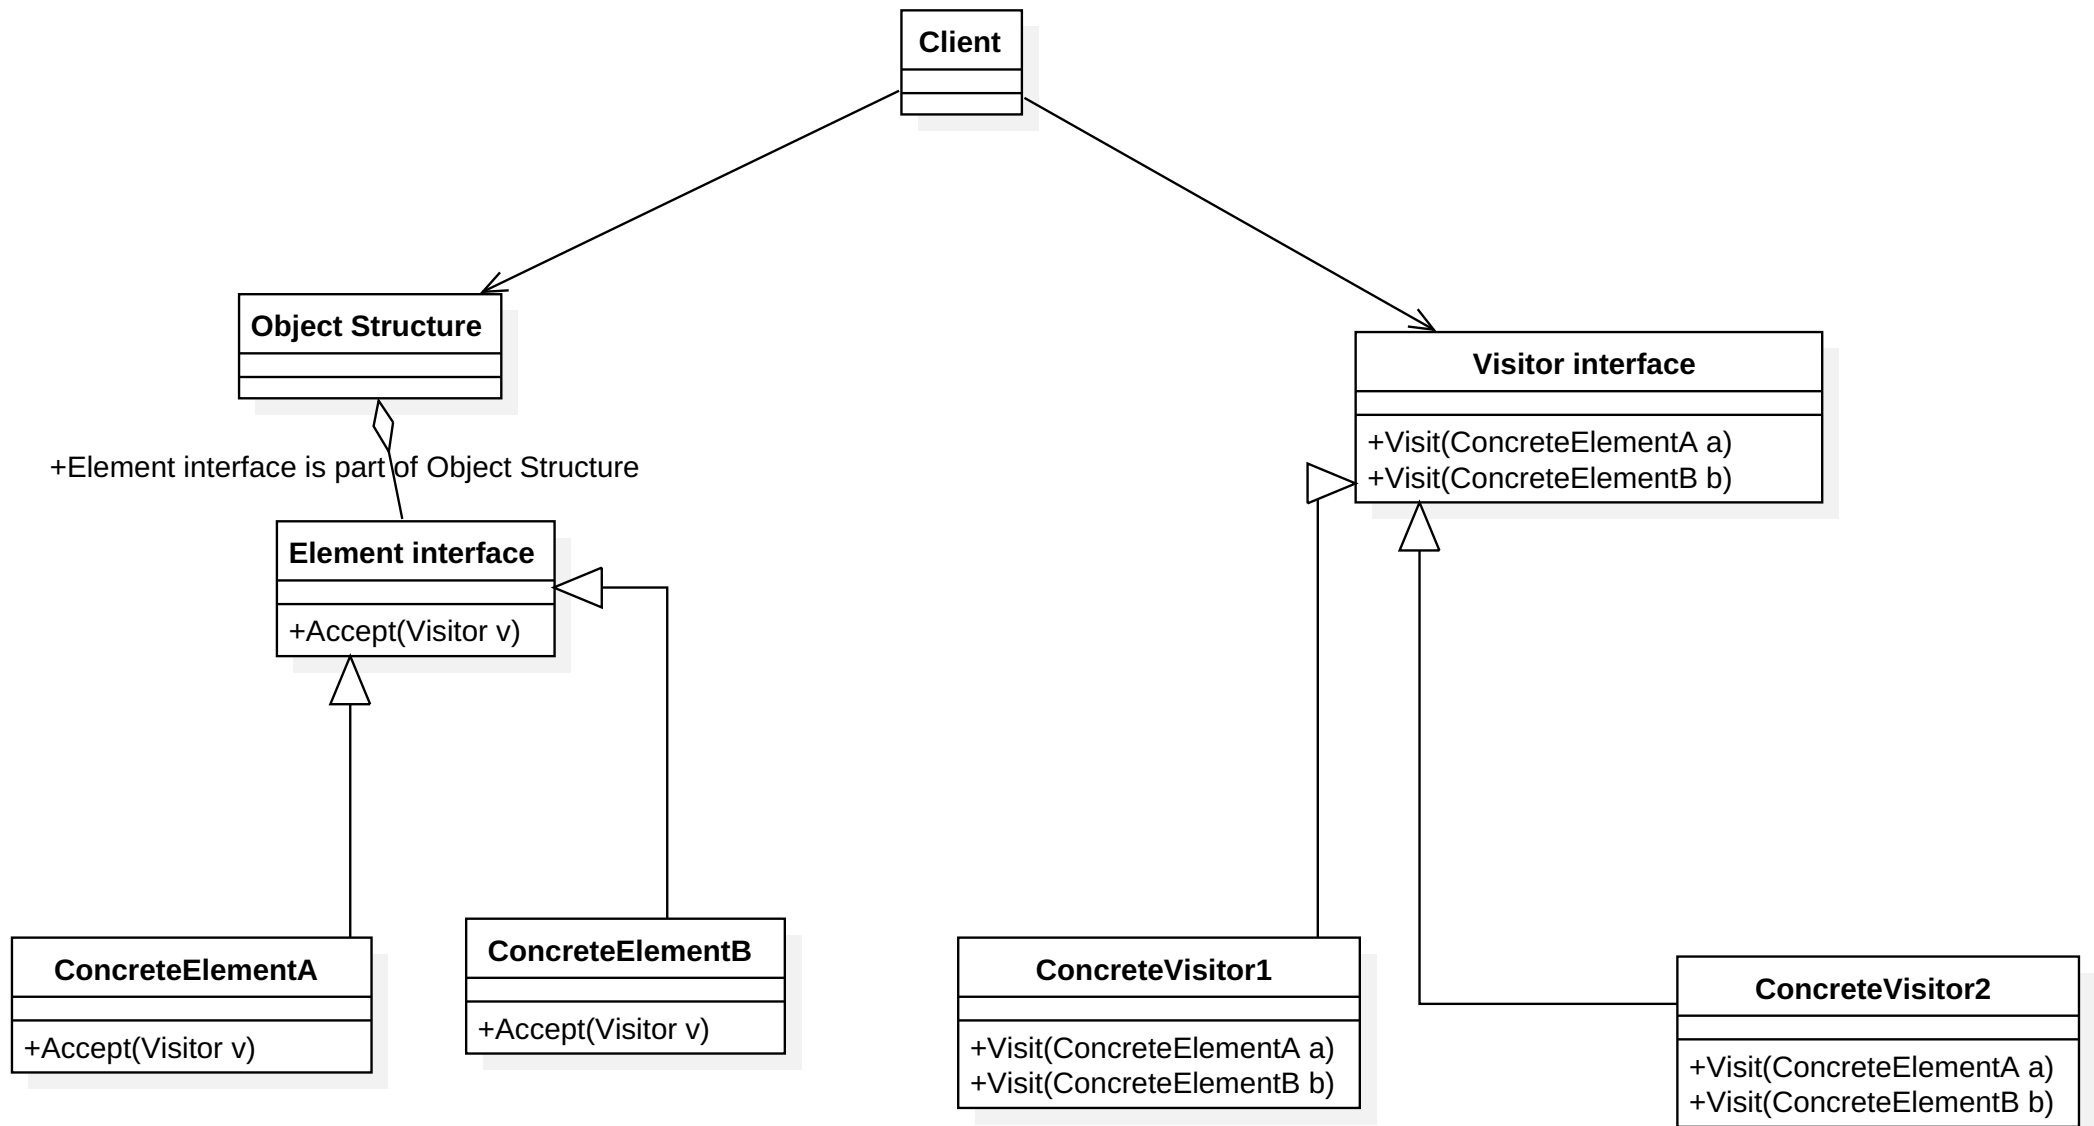 Client
Object Structure
Visitor interface
+Visit(ConcreteElementA a)
+Visit(ConcreteElementB b)
+Element interface is part of Object Structure
Element interface
+Accept(Visitor v)
ConcreteElementA
+Accept(Visitor v)
ConcreteElementB
+Accept(Visitor v)
ConcreteVisitor1
+Visit(ConcreteElementA a)
+Visit(ConcreteElementB b)
ConcreteVisitor2
+Visit(ConcreteElementA a)
+Visit(ConcreteElementB b)